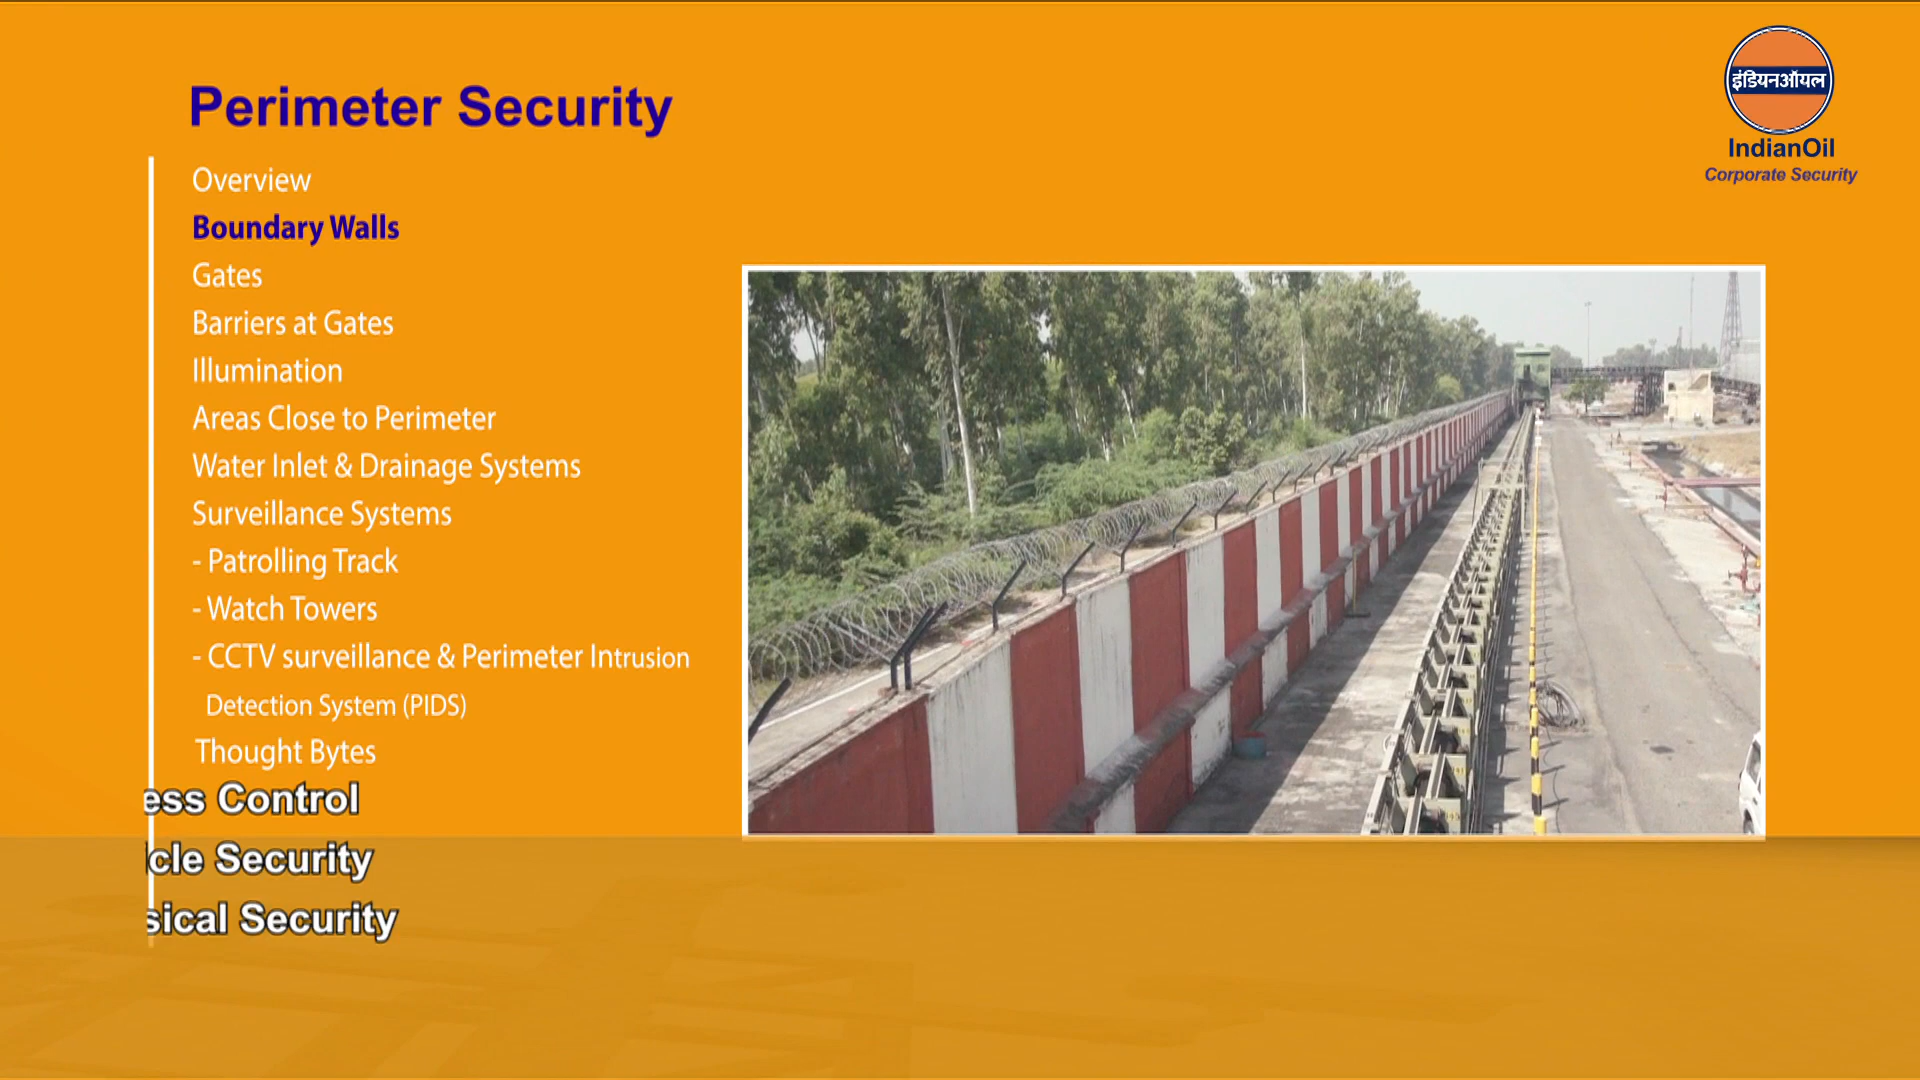 Perimeter Security
Overview
Boundary Walls
Gates
Barriers at Gates
Illumination
Areas Close to Perimeter
Water Inlet & Drainage Systems
Surveillance Systems
- Patrolling Track
- Watch Towers
- CCTV surveillance & Perimeter Intrusion
Detection System (PIDS)
Thought Bytes
ess Control
cle Security
sical Security
इंडियनऑयल
IndianOil
Corporate Security